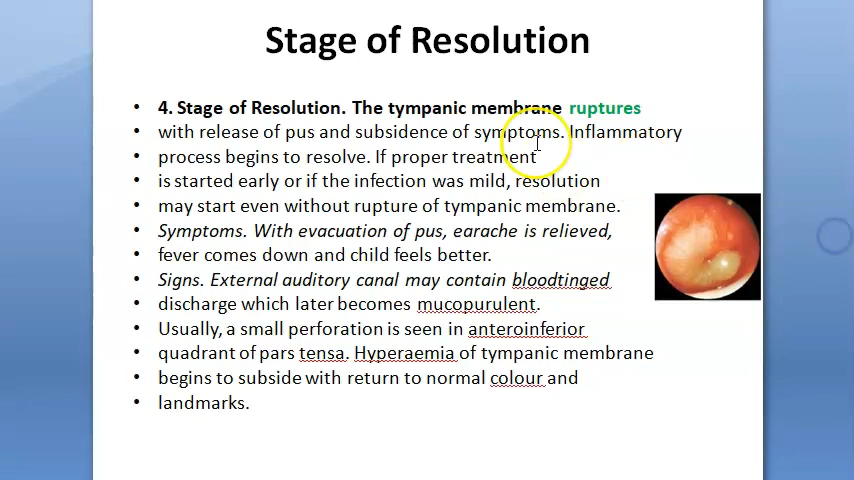 Stage of Resolution
• 4. Stage of Resolution. The tympanic membrane ruptures
• with release of pus and subsidence of symptoms. Inflammatory
• process begins to resolve. If proper treatment
• is started early or if the infection was mild, resolution
• may start even without rupture of tympanic membrane.
• Symptoms. With evacuation of pus, earache is relieved,
• fever comes down and child feels better.
• Signs. External auditory canal may contain bloodtinged
• discharge which later becomes mucopurulent.
• Usually, a small perforation is seen in anteroinferior
• quadrant of pars tensa. Hyperaemia of tympanic membrane
• begins to subside with return to normal colour and
• landmarks.